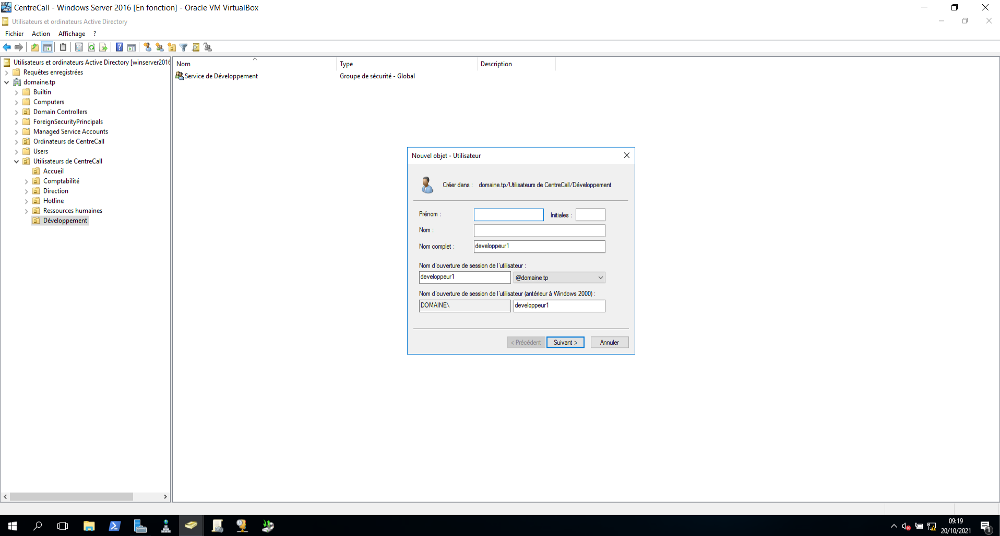 CentreCall - Windows Server 2016 [En fonction] - Oracle VM VirtualBox
Utilisateurs et ordinateurs Active Directory
Fichier Action Affichage ?
Utilisateurs et ordinateurs Active Directory [winserver2016
Requêtes enregistrées
domaine.tp
Builtin
Computers
Domain Controllers
ForeignSecurityPrincipals
Managed Service Accounts
Ordinateurs de CentreCall
Users
Utilisateurs de CentreCall
Accueil
Comptabilité
Direction
Hotline
Ressources humaines
Développement
Nom Type Description
Service de Développement Groupe de sécurité - Global
Nouvel objet - Utilisateur
Créer dans : domaine.tp/Utilisateurs de CentreCall/Développement
Prénom : Initiales :
Nom :
Nom complet : developpeur1
Nom d'ouverture de session de l'utilisateur :
developpeur1 @domaine.tp
Nom d'ouverture de session de l'utilisateur (antérieur à Windows 2000) :
DOMAINE\ developpeur1
< Précédent Suivant > Annuler
09:19
20/10/2021
1